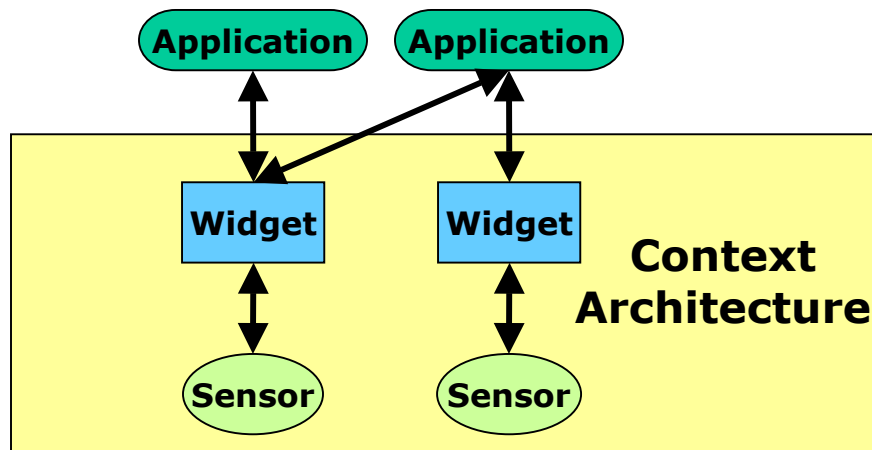 Application
Application
Widget
Widget
Context
Architecture
Sensor
Sensor